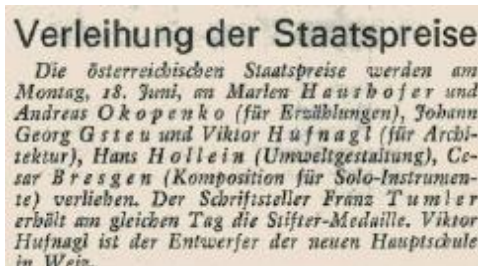 Verleihung der Staatspreise
Die österreichischen Staatspreise werden am
Montag, 18. Juni, an Marlen Haushofer und
Andreas Okopenko (für Erzählungen), Johann
Georg Gsteu und Viktor Hufnagl (für Archi-
tektur), Hans Hollein (Umweltgestaltung), Ce-
sar Bresgen (Komposition für Solo-Instrumen-
te) verliehen. Der Schriftsteller Franz Tumler
erhält am gleichen Tag die Stifter-Medaille. Viktor
Hufnagl ist der Entwerfer der neuen Hauptschule
in Weiz.